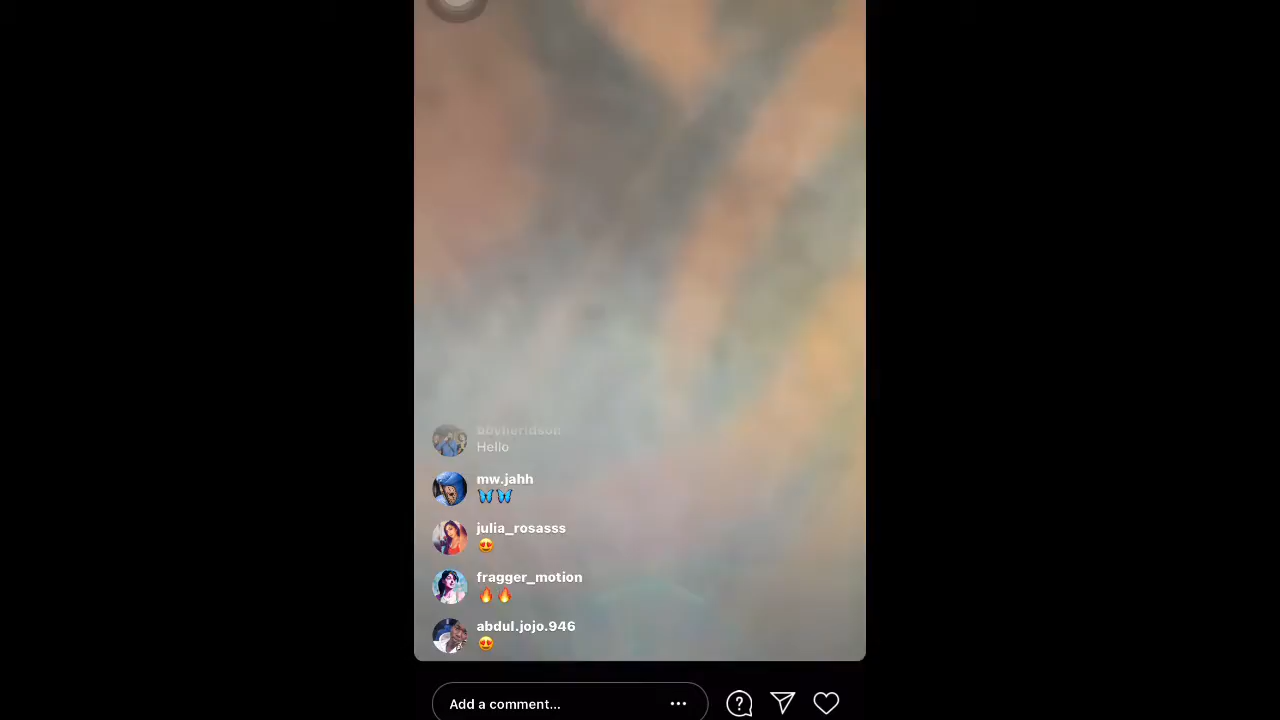 Hello
mw.jahh
🦋🦋
julia_rosasss
😍
fragger_motion
🔥🔥
abdul.jojo.946
😍
Add a comment...